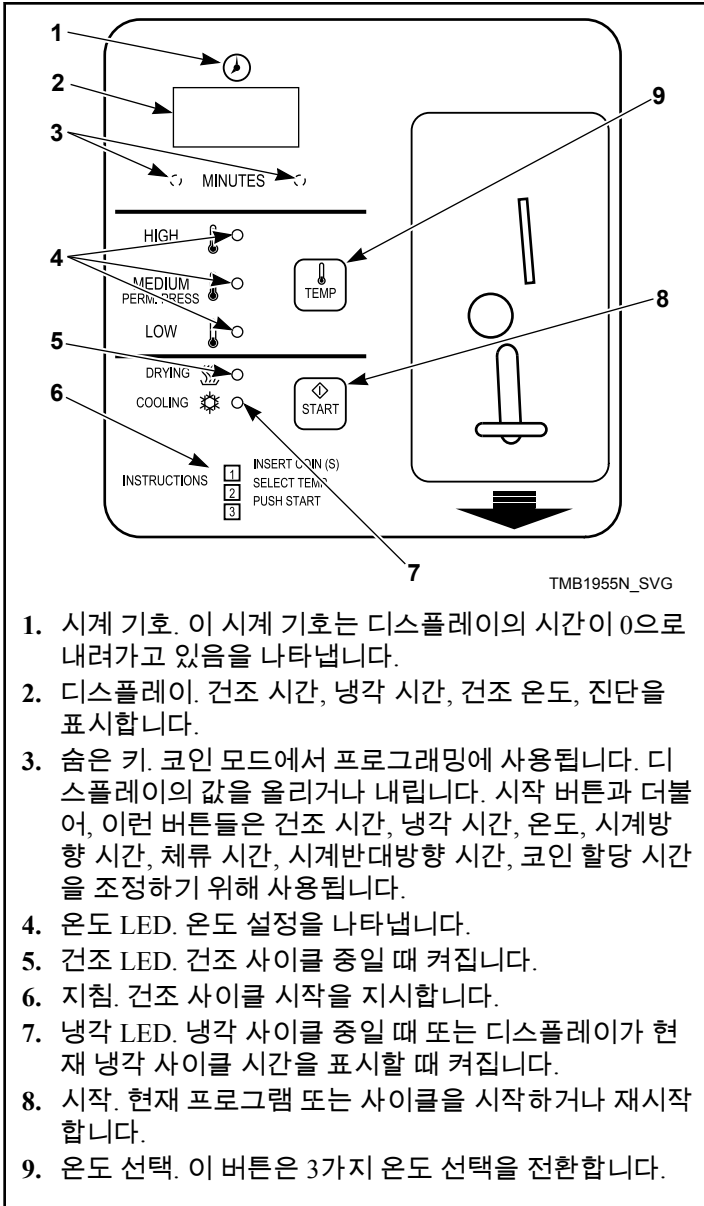 1
2
9
3
MINUTES
HIGH
4
MEDIUM
PERM. PRESS
TEMP
8
LOW
5
DRYING
6
COOLING
START
INSTRUCTIONS
1 INSERT COIN (S)
2 SELECT TEMP.
3 PUSH START
7
TMB1955N_SVG
1. 시계 기호. 이 시계 기호는 디스플레이의 시간이 0으로
내려가고 있음을 나타냅니다.
2. 디스플레이. 건조 시간, 냉각 시간, 건조 온도, 진단을
표시합니다.
3. 숨은 키. 코인 모드에서 프로그래밍에 사용됩니다. 디
스플레이의 값을 올리거나 내립니다. 시작 버튼과 더불
어, 이런 버튼들은 건조 시간, 냉각 시간, 온도, 시계방
향 시간, 체류 시간, 시계반대방향 시간, 코인 할당 시간
을 조정하기 위해 사용됩니다.
4. 온도 LED. 온도 설정을 나타냅니다.
5. 건조 LED. 건조 사이클 중일 때 켜집니다.
6. 지침. 건조 사이클 시작을 지시합니다.
7. 냉각 LED. 냉각 사이클 중일 때 또는 디스플레이가 현
재 냉각 사이클 시간을 표시할 때 켜집니다.
8. 시작. 현재 프로그램 또는 사이클을 시작하거나 재시작
합니다.
9. 온도 선택. 이 버튼은 3가지 온도 선택을 전환합니다.